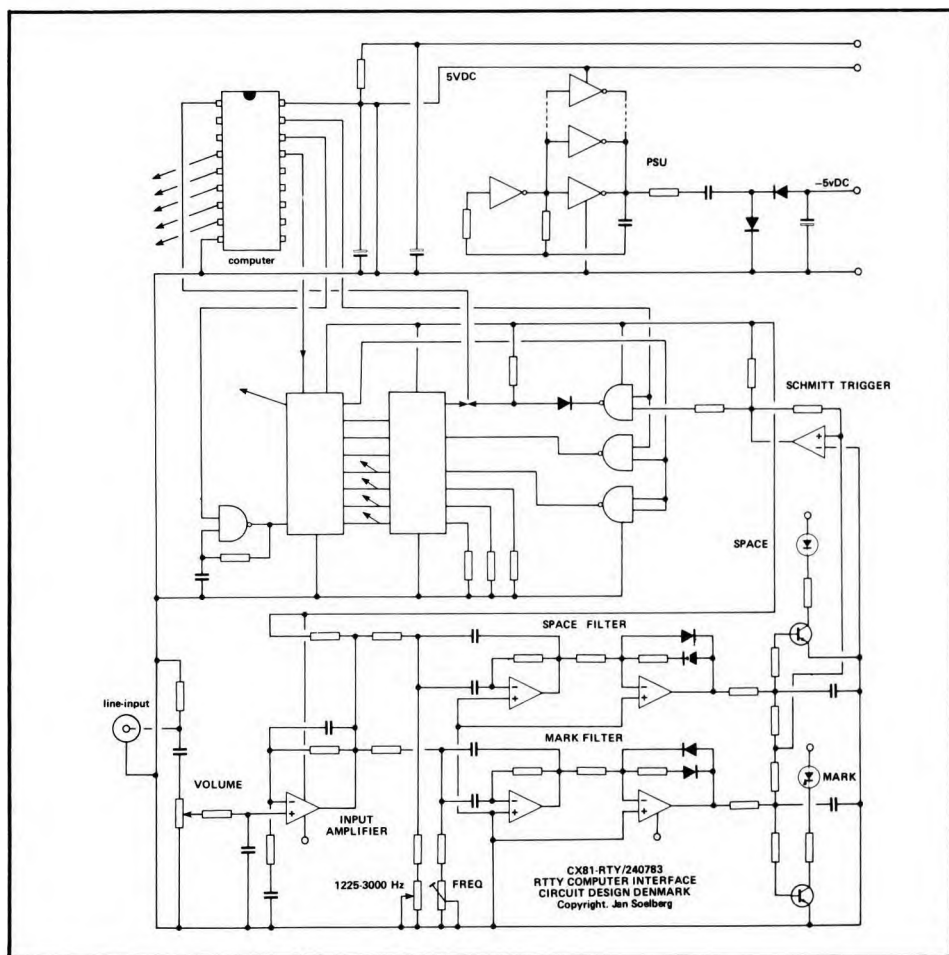 5VDC
PSU
–5vDC
computer
SCHMITT TRIGGER
+
–
SPACE
SPACE FILTER
line-input
–
+
–
+
MARK FILTER
VOLUME
MARK
–
+
–
+
–
+
INPUT
AMPLIFIER
1225-3000 Hz
FREQ
CX81-RTY/240783
RTTY COMPUTER INTERFACE
CIRCUIT DESIGN DENMARK
Copyright. Jan Soelberg